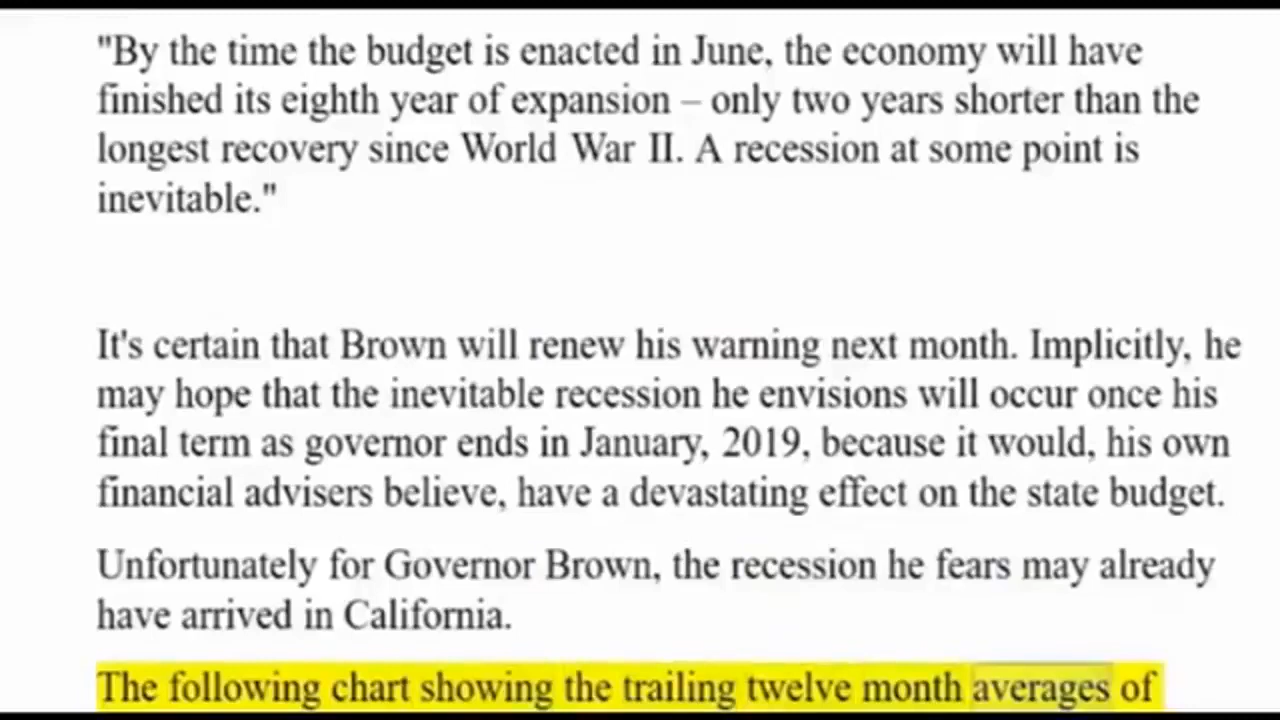 "By the time the budget is enacted in June, the economy will have
finished its eighth year of expansion – only two years shorter than the
longest recovery since World War II. A recession at some point is
inevitable."
It's certain that Brown will renew his warning next month. Implicitly, he
may hope that the inevitable recession he envisions will occur once his
final term as governor ends in January, 2019, because it would, his own
financial advisers believe, have a devastating effect on the state budget.
Unfortunately for Governor Brown, the recession he fears may already
have arrived in California.
The following chart showing the trailing twelve month averages of